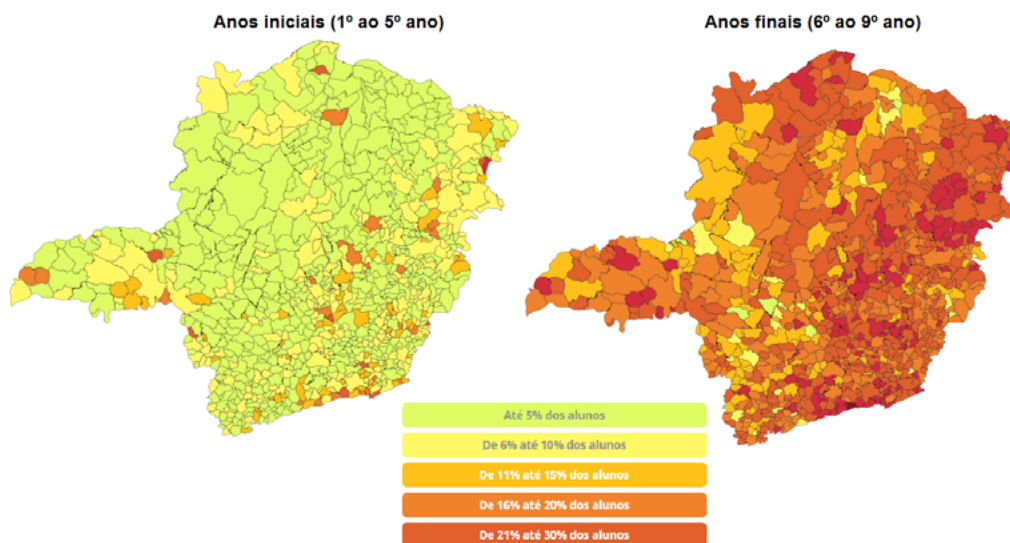 Anos iniciais (1º ao 5º ano)
Anos finais (6º ao 9º ano)
Até 5% dos alunos
De 6% até 10% dos alunos
De 11% até 15% dos alunos
De 16% até 20% dos alunos
De 21% até 30% dos alunos